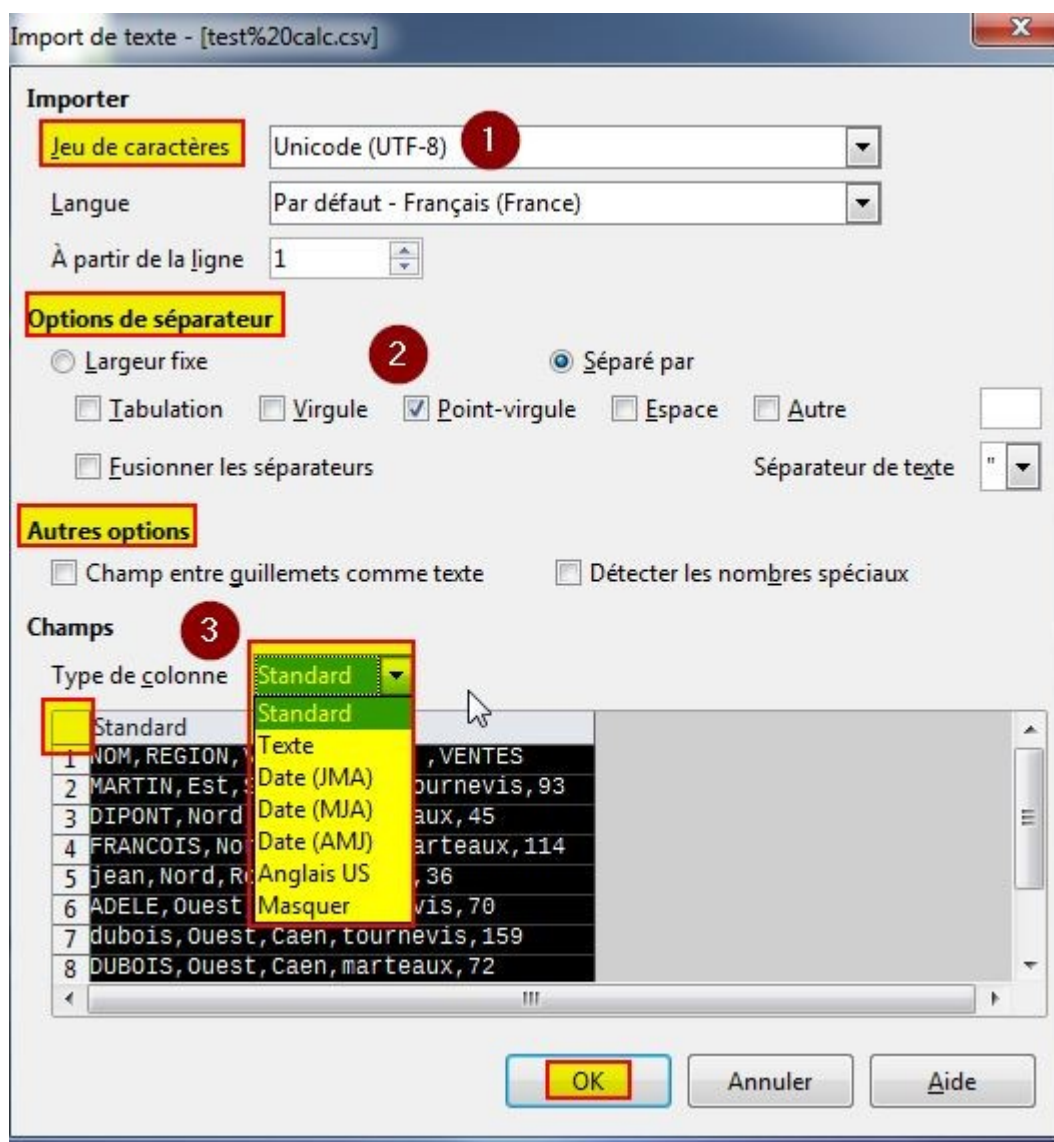 Import de texte - [test%20calc.csv]
x
Importer
Jeu de caractères Unicode (UTF-8) 1
Langue Par défaut - Français (France)
À partir de la ligne 1
Options de séparateur
2
Largeur fixe Séparé par
Tabulation Virgule Point-virgule Espace Autre
Fusionner les séparateurs Séparateur de texte "
Autres options
Champ entre guillemets comme texte Détecter les nombres spéciaux
Champs 3
Type de colonne Standard
Standard
Texte
Date (JMA)
Date (MJA)
Date (AMJ)
Anglais US
Masquer
Standard
1 NOM,REGION, ,VENTES
2 MARTIN,Est, ,93
3 DIPONT,Nord ,45
4 FRANCOIS, ,114
5 jean,Nord, ,36
6 ADELE,Ouest ,70
7 dubois,Ouest,Caen,tournevis,159
8 DUBOIS,Ouest,Caen,marteaux,72
OK Annuler Aide